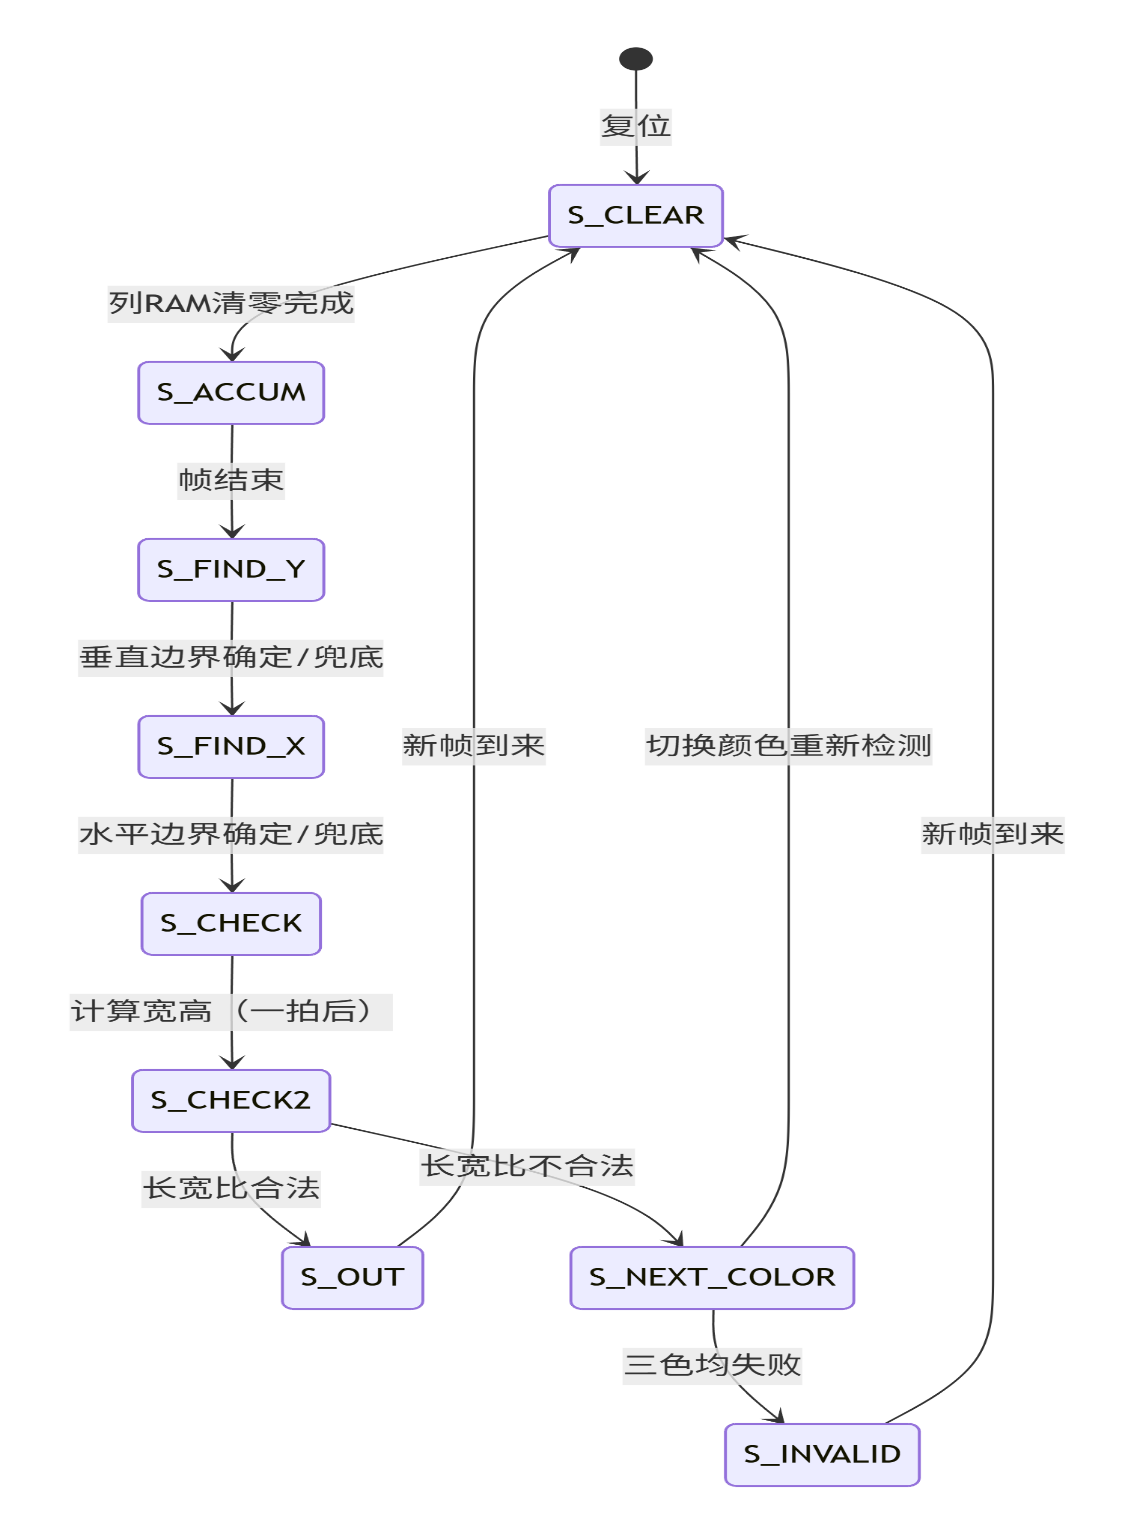 复位
S_CLEAR
列RAM清零完成
S_ACCUM
帧结束
S_FIND_Y
垂直边界确定/兜底
S_FIND_X
新帧到来
切换颜色重新检测
水平边界确定/兜底
新帧到来
S_CHECK
计算宽高（一拍后）
S_CHECK2
长宽比不合法
长宽比合法
S_OUT
S_NEXT_COLOR
三色均失败
S_INVALID